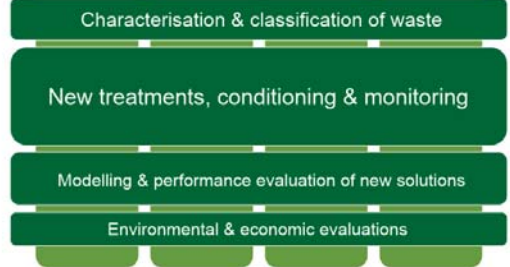 Characterisation & classification of waste
New treatments, conditioning & monitoring
Modelling & performance evaluation of new solutions
Environmental & economic evaluations